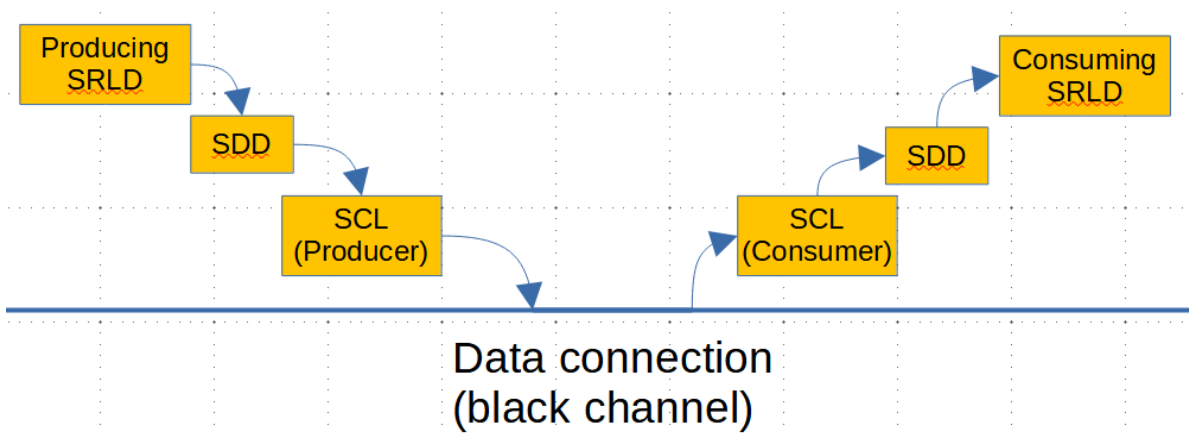 Producing
SRLD
SDD
SCL
(Producer)
Consuming
SRLD
SDD
SCL
(Consumer)
Data connection
(black channel)